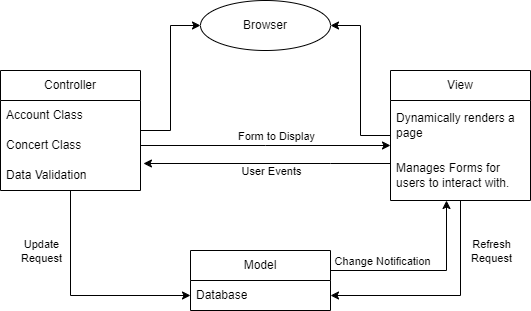 Browser
Controller
Account Class
Concert Class
Data Validation
Form to Display
User Events
View
Dynamically renders a
page
Manages Forms for
users to interact with.
Update
Request
Model
Database
Change Notification
Refresh
Request